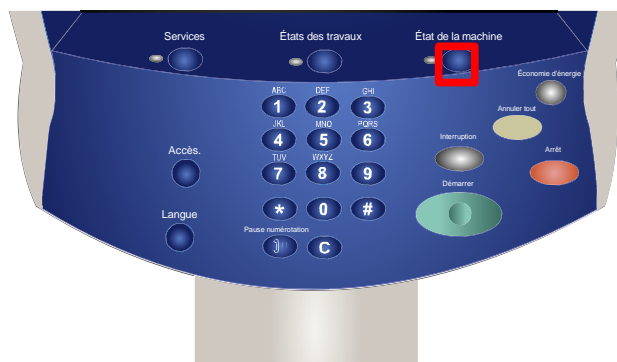 Services États des travaux État de la machine
Économie d'énergie
ABC DEF GHI
1 2 3
Annuler tout
JKL MNO PQRS
4 5 6
Interruption
Arrêt
Accès.
TUV WXYZ
7 8 9
Démarrer
* 0 #
Langue
Pause numérotation
C